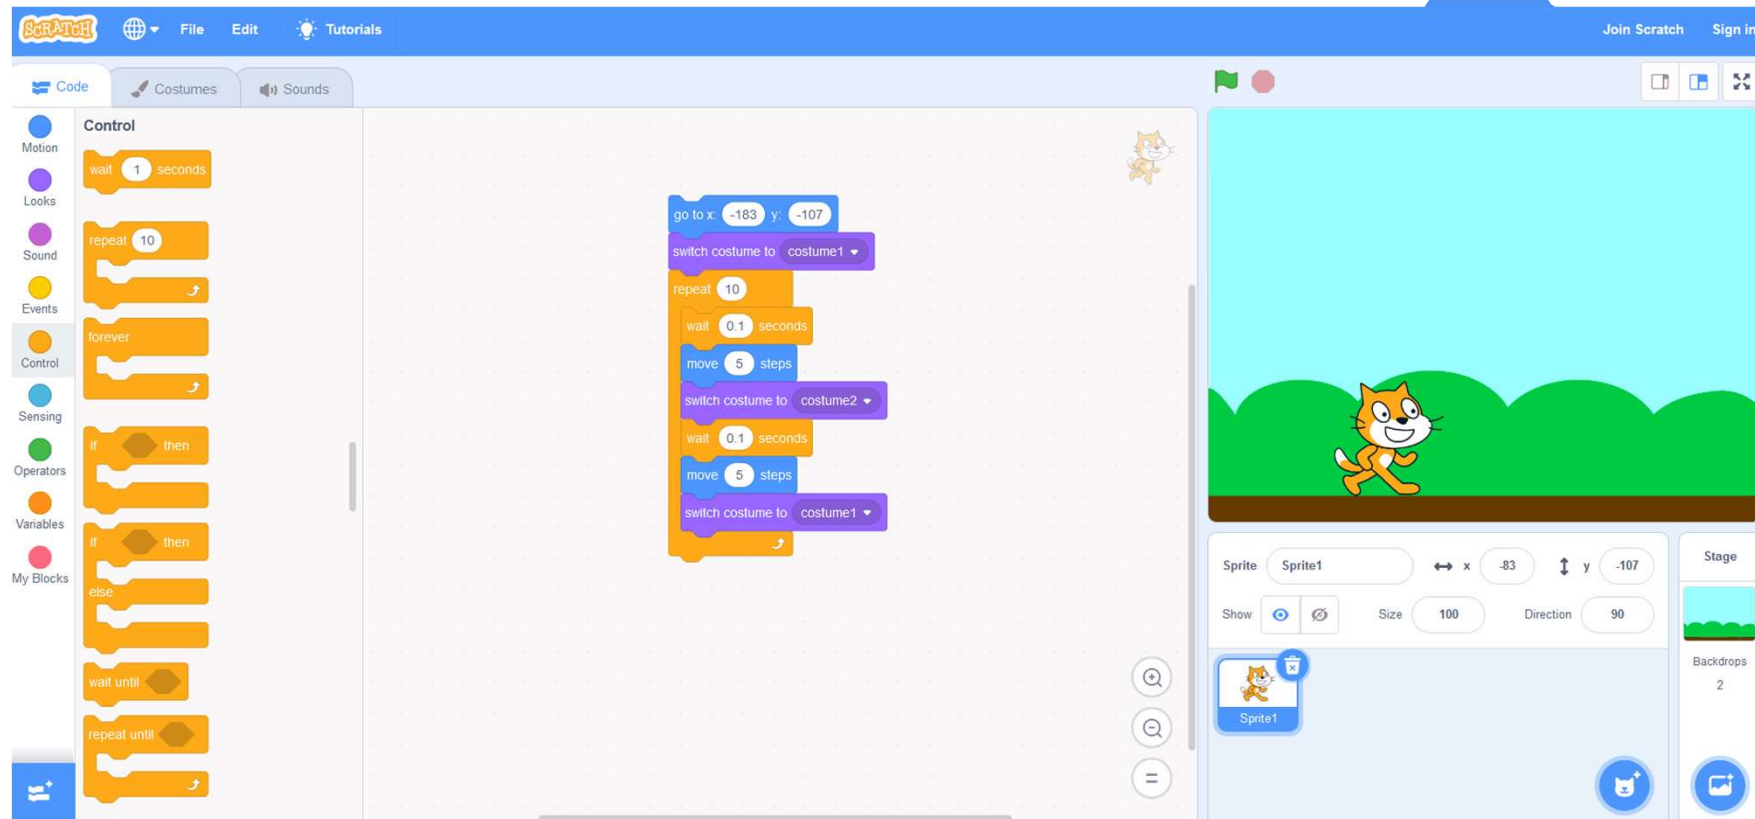 SCRATCH File Edit Tutorials Join Scratch Sign in
Code Costumes Sounds
Motion
Looks
Sound
Events
Control
Sensing
Operators
Variables
My Blocks
Control
wait 1 seconds
repeat 10
forever
if then
if then
else
wait until
repeat until
go to x: -183 y: -107
switch costume to costume1
repeat 10
wait 0.1 seconds
move 5 steps
switch costume to costume2
wait 0.1 seconds
move 5 steps
switch costume to costume1
Sprite Sprite1 x -83 y -107
Show Size 100 Direction 90
Sprite1
Stage
Backdrops
2